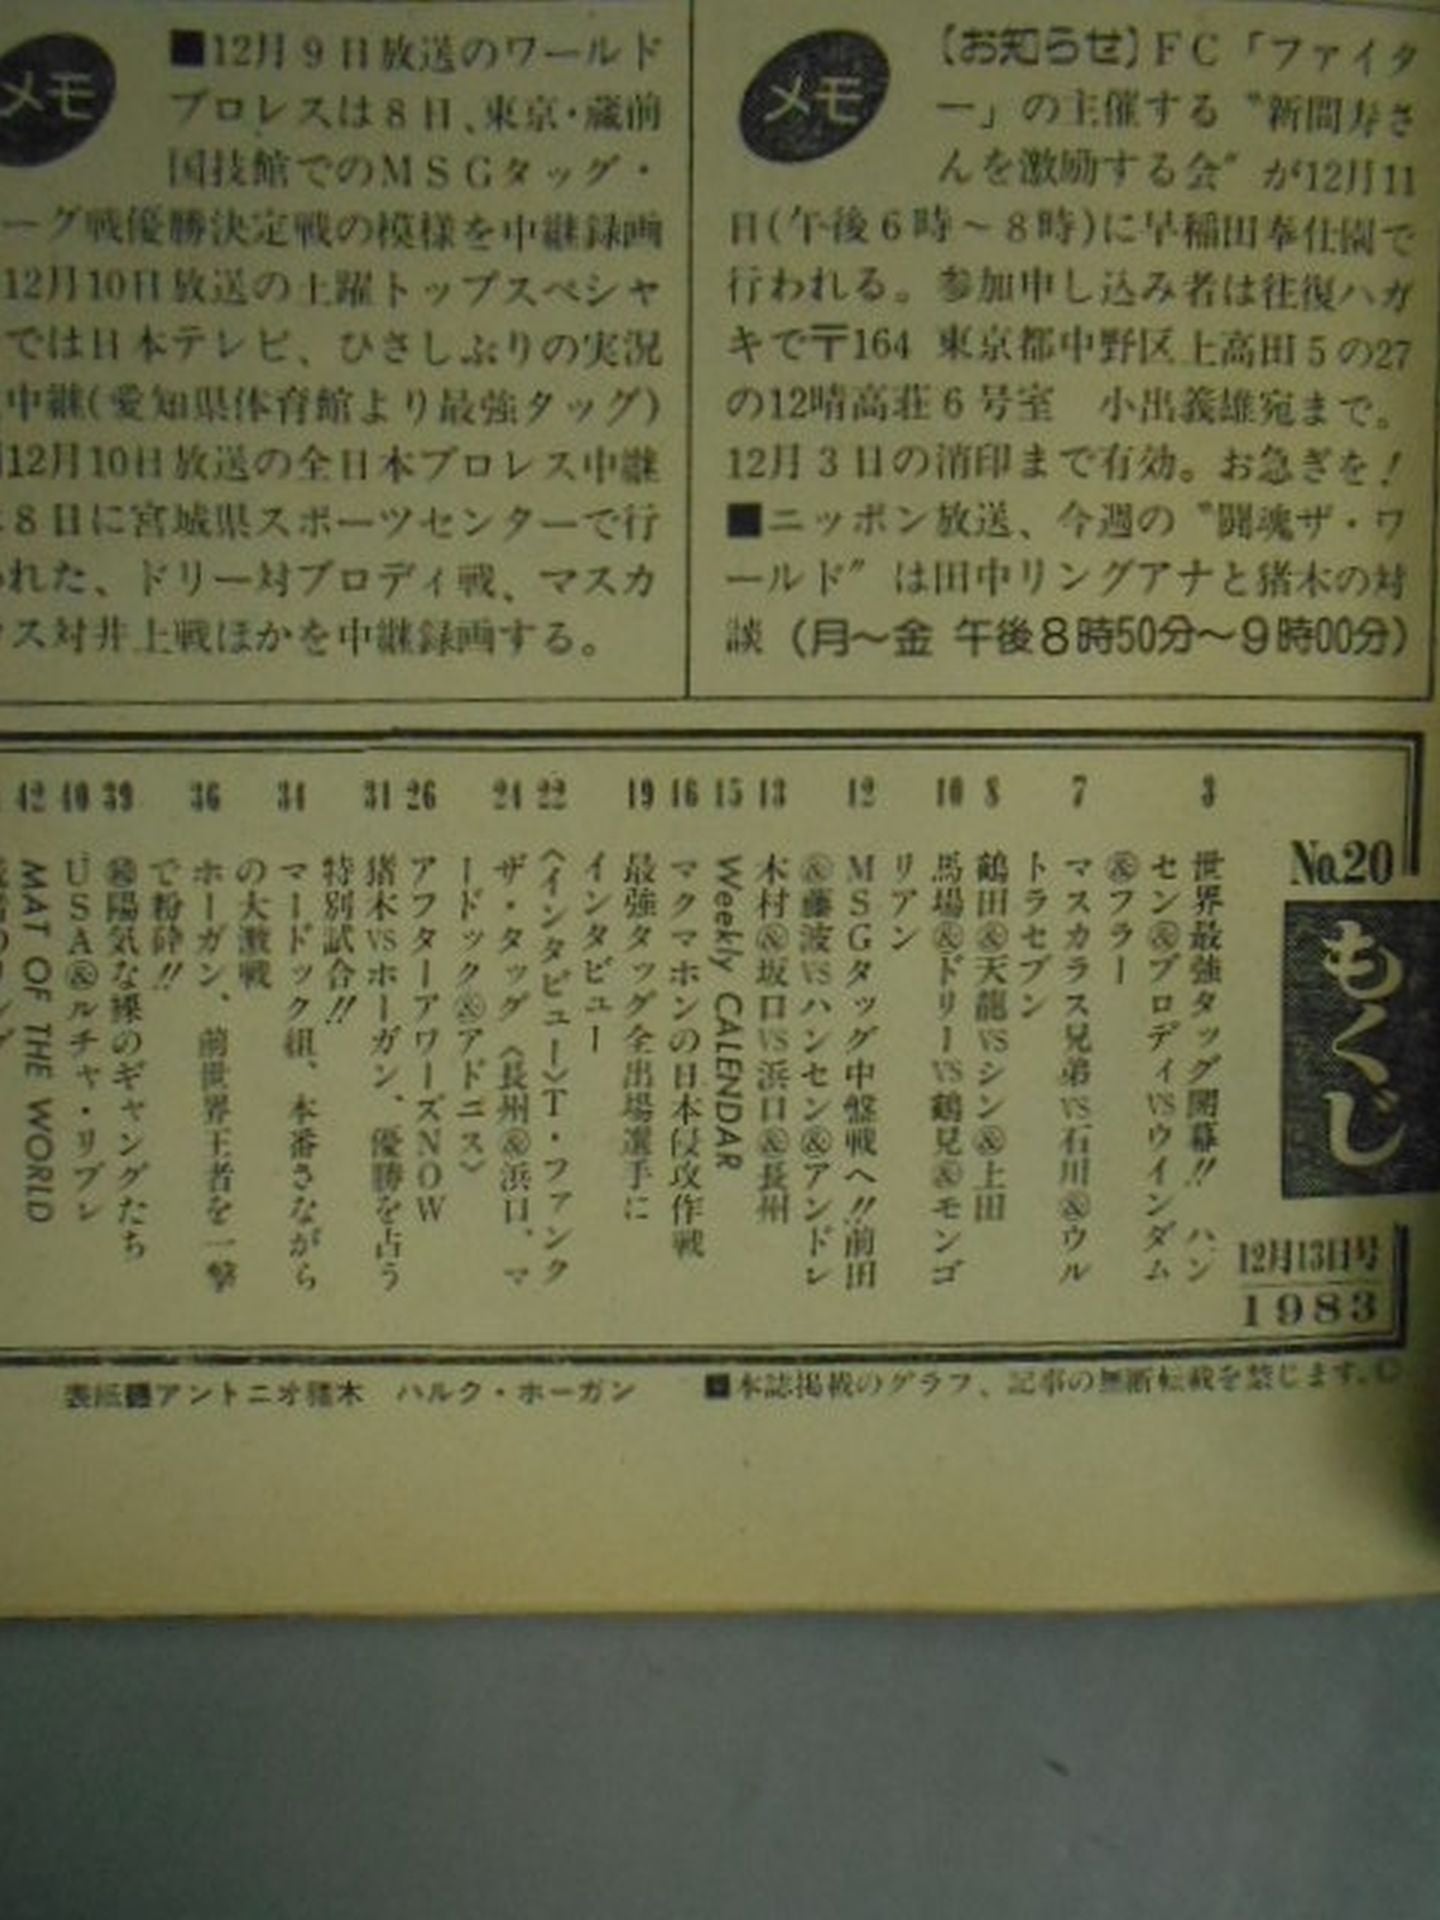 メモ
■12月9日放送のワールド
プロレスは8日、東京・蔵前
国技館でのMSGタッグ・
ーグ戦優勝決定戦の模様を中継録画
12月10日放送の土曜トップスペシャ
では日本テレビ、ひさしぶりの実況
中継(愛知県体育館より最強タッグ)
12月10日放送の全日本プロレス中継
8日に宮城県スポーツセンターで行
われた、ドリー対ブロディ戦、マスカ
ス対井上戦ほかを中継録画する。
メモ
【お知らせ】FC「ファイタ
ー」の主催する〝新間寿さ
んを激励する会〟が12月11
日(午後6時～8時)に早稲田奉仕園で
行われる。参加申し込み者は往復ハガ
キで〒164 東京都中野区上高田5の27
の12晴高荘6号室 小出義雄宛まで。
12月3日の消印まで有効。お急ぎを!
■ニッポン放送、今週の〝闘魂ザ・ワ
ールド〟は田中リングアナと猪木の対
談(月～金 午後8時50分～9時00分)
No.20
もくじ
12月13日号
1983
3 世界最強タッグ開幕!! ハン
セン&ブロディVSウインダム
&フラー
7 マスカラス兄弟VS石川&ウル
トラセブン
8 鶴田&天龍VSシン&上田
10 馬場&ドリーVS鶴見&モンゴ
リアン
12 MSGタッグ中盤戦へ!!前田
&藤波VSハンセン&アンドレ
13 木村&坂口VS浜口&長州
15 Weekly CALENDAR
16 マクマホンの日本侵攻作戦
19 最強タッグ全出場選手に
インタビュー
22 〈インタビュー〉T・ファンク
24 ザ・タッグ〈長州&浜口、マ
ードック&アドニス〉
26 アフターアワーズNOW
31 猪木VSホーガン、優勝を占う
特別試合!!
34 マードック組、本番さながら
の大激戦
36 ホーガン、前世界王者を一撃
で粉砕!!
39 ㊙陽気な裸のギャングたち
40 USA&ルチャ・リブレ
42 MAT OF THE WORLD
■本誌掲載のグラフ、記事の無断転載を禁じます。©
表紙アントニオ猪木 ハルク・ホーガン